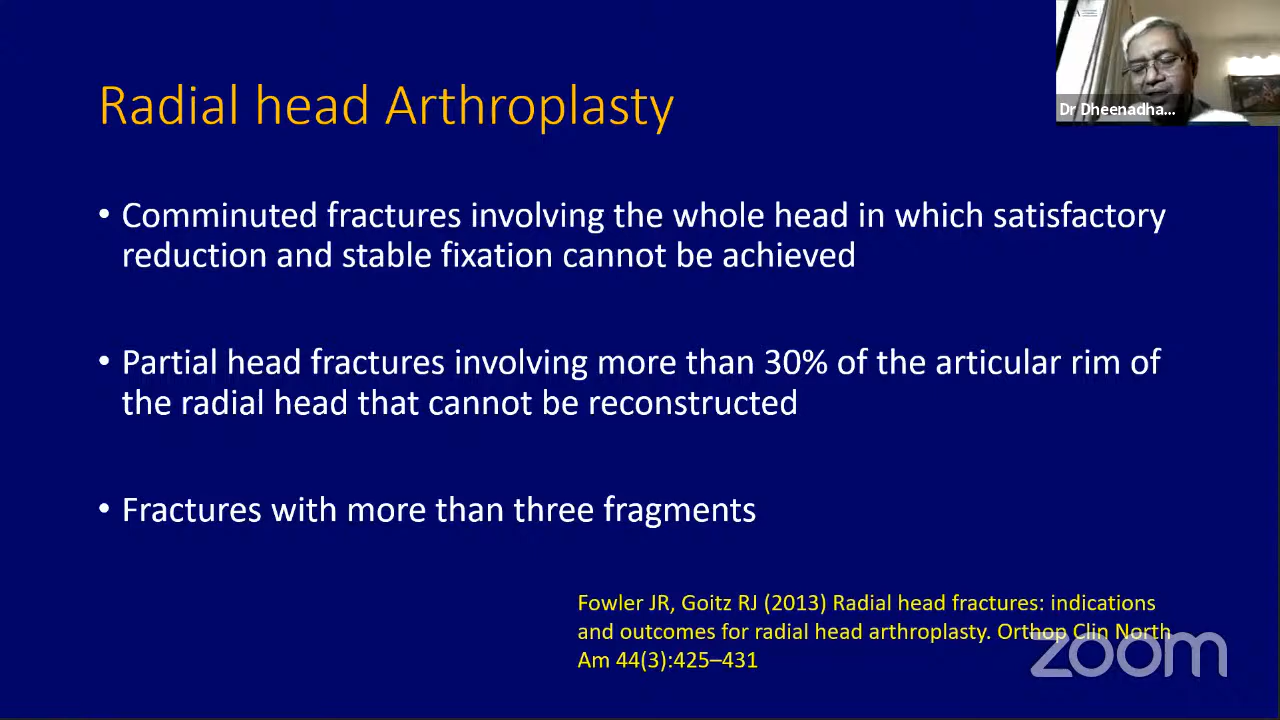 Radial head Arthroplasty
Dr Dheenadha...
• Comminuted fractures involving the whole head in which satisfactory
reduction and stable fixation cannot be achieved
• Partial head fractures involving more than 30% of the articular rim of
the radial head that cannot be reconstructed
• Fractures with more than three fragments
Fowler JR, Goitz RJ (2013) Radial head fractures: indications
and outcomes for radial head arthroplasty. Orthop Clin North
Am 44(3):425–431
zoom